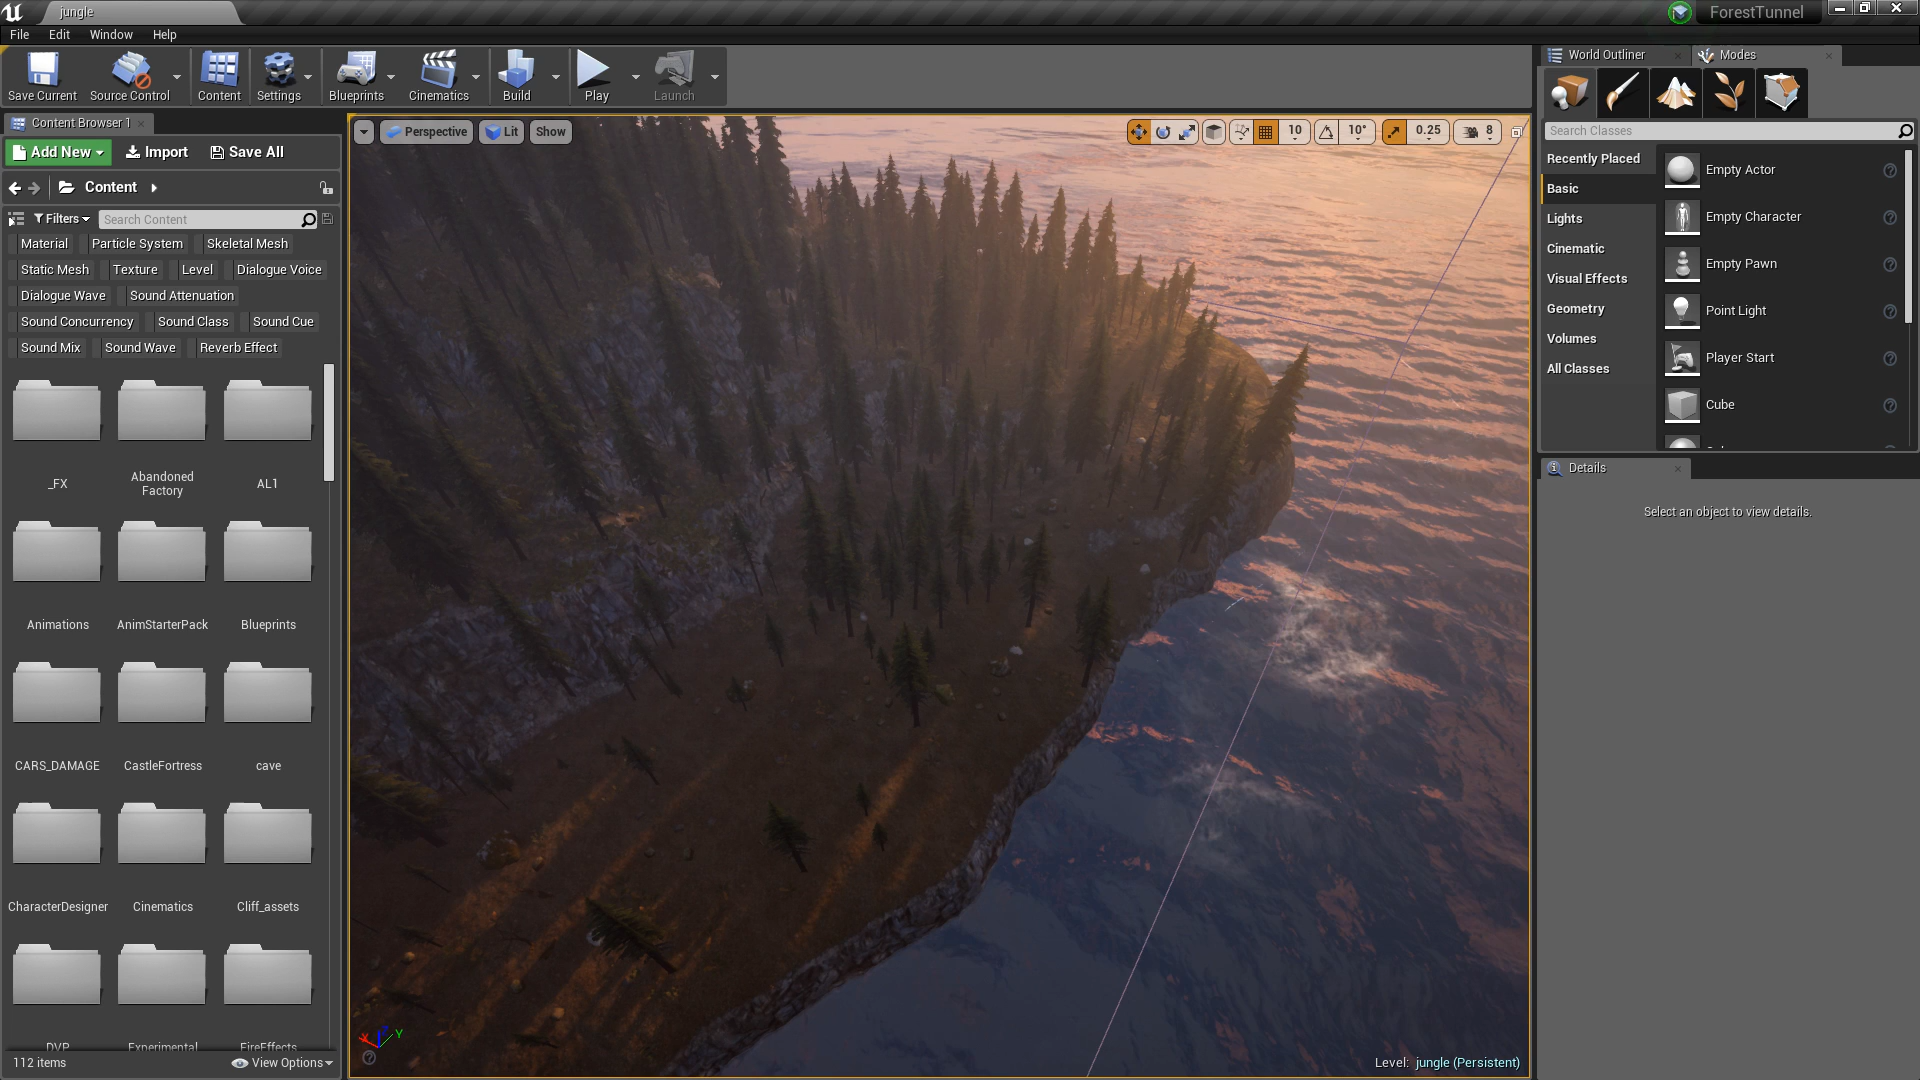 jungle
ForestTunnel
File Edit Window Help
Save Current Source Control Content Settings Blueprints Cinematics Build Play Launch
World Outliner Modes
Content Browser 1
Add New Import Save All
Content
Filters Search Content
Material Particle System Skeletal Mesh
Static Mesh Texture Level Dialogue Voice
Dialogue Wave Sound Attenuation
Sound Concurrency Sound Class Sound Cue
Sound Mix Sound Wave Reverb Effect
_FX
Abandoned Factory
AL1
Animations AnimStarterPack Blueprints
CARS_DAMAGE CastleFortress cave
CharacterDesigner Cinematics Cliff_assets
DVP Experimental FireEffects
112 items View Options
Perspective Lit Show
10 10° 0.25 8
X Y
Level: jungle (Persistent)
Search Classes
Recently Placed
Basic
Lights
Cinematic
Visual Effects
Geometry
Volumes
All Classes
Empty Actor
Empty Character
Empty Pawn
Point Light
Player Start
Cube
Details
Select an object to view details.